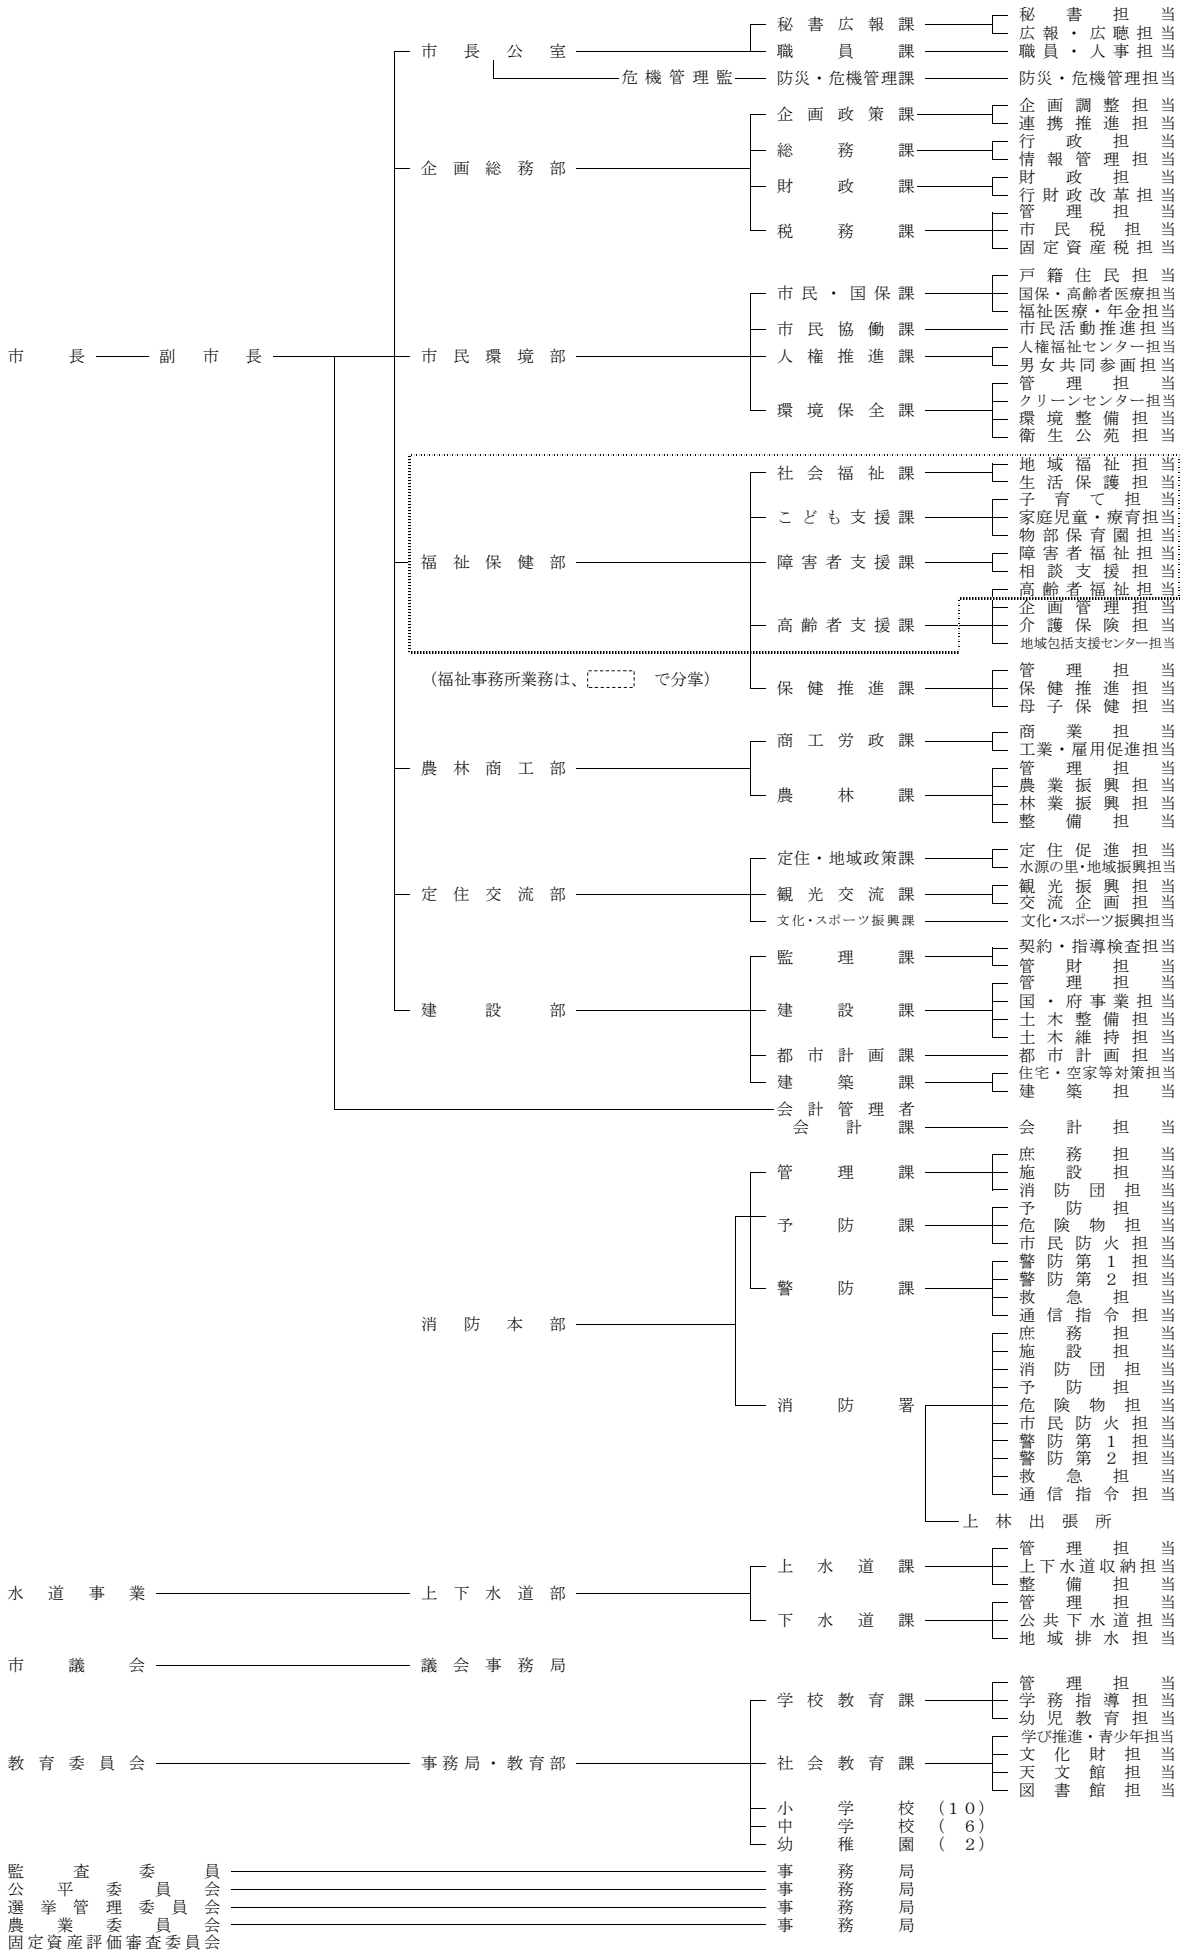 秘書担当
秘書広報課
広報・広聴担当
市長公室
職員課
職員・人事担当
危機管理監
防災・危機管理課
防災・危機管理担当
企画調整担当
企画政策課
連携推進担当
行政担当
総務課
情報管理担当
企画総務部
財政担当
財政課
行財政改革担当
管理担当
税務課
市民税担当
固定資産税担当
戸籍住民担当
市民・国保課
国保・高齢者医療担当
福祉医療・年金担当
市民協働課
市民活動推進担当
市長
副市長
市民環境部
人権推進課
人権福祉センター担当
男女共同参画担当
管理担当
クリーンセンター担当
環境保全課
環境整備担当
衛生公苑担当
地域福祉担当
社会福祉課
生活保護担当
子育て担当
こども支援課
家庭児童・療育担当
物部保育園担当
障害者福祉担当
福祉保健部
障害者支援課
相談支援担当
高齢者福祉担当
企画管理担当
高齢者支援課
介護保険担当
地域包括支援センター担当
(福祉事務所業務は、 で分掌)
管理担当
保健推進課
保健推進担当
母子保健担当
商業担当
商工労政課
工業・雇用促進担当
農林商工部
管理担当
農業振興担当
農林課
林業振興担当
整備担当
定住促進担当
定住・地域政策課
水源の里・地域振興担当
定住交流部
観光交流課
観光振興担当
交流企画担当
文化・スポーツ振興課
文化・スポーツ振興担当
契約・指導検査担当
監理課
管財担当
管理担当
建設部
建設課
国・府事業担当
土木整備担当
土木維持担当
都市計画課
都市計画担当
住宅・空家等対策担当
建築課
建築担当
会計管理者
会計課
会計担当
庶務担当
管理課
施設担当
消防団担当
予防担当
予防課
危険物担当
市民防火担当
警防第1担当
警防課
警防第2担当
救急担当
通信指令担当
消防本部
庶務担当
施設担当
消防団担当
予防担当
消防署
危険物担当
市民防火担当
警防第1担当
警防第2担当
救急担当
通信指令担当
上林出張所
管理担当
上水道課
上下水道収納担当
整備担当
水道事業
上下水道部
管理担当
下水道課
公共下水道担当
地域排水担当
市議会
議会事務局
管理担当
学校教育課
学務指導担当
幼児教育担当
学び推進・青少年担当
教育委員会
事務局・教育部
社会教育課
文化財担当
天文館担当
図書館担当
小学校(10)
中学校( 6)
幼稚園( 2)
監査委員
事務局
公平委員会
事務局
選挙管理委員会
事務局
農業委員会
事務局
固定資産評価審査委員会